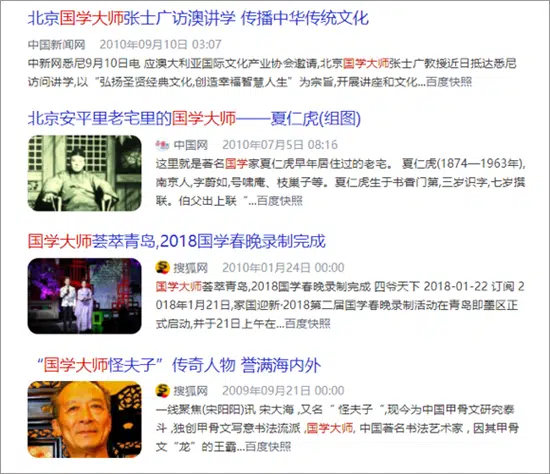 北京国学大师张士广访澳讲学 传播中华传统文化
中国新闻网 2010年09月10日 03:07
中新网悉尼9月10日电 应澳大利亚国际文化产业协会邀请,北京国学大师张士广教授近日抵达悉尼
访问讲学,以“弘扬圣贤经典文化,创造幸福智慧人生”为宗旨,开展讲座和文化...百度快照
北京安平里老宅里的国学大师——夏仁虎(组图)
中国网 2010年07月5日 08:16
这里就是著名国学家夏仁虎早年居住过的老宅。 夏仁虎(1874—1963年),
南京人,字蔚如,号啸庵、枝巢子等。夏仁虎生于书香门第,三岁识字,七岁撰
联。伯父出上联“...百度快照
国学大师荟萃青岛,2018国学春晚录制完成
搜狐网 2010年01月24日 00:00
国学大师荟萃青岛,2018国学春晚录制完成 四爷天下 2018-01-22 订阅 2
018年1月21日,家国迎新·2018第二届国学春晚录制活动在青岛即墨区正
式启动,并于21日上午在...百度快照
“国学大师怪夫子”传奇人物 誉满海内外
搜狐网 2009年09月21日 00:00
一线聚焦(宋阳阳)讯 宋大海 ,又名“ 怪夫子 “,现今为中国甲骨文研究泰
斗 ,独创甲骨文写意书法流派 ,国学大师, 中国著名书法艺术家 , 因其甲骨
文“龙”的王霸...百度快照